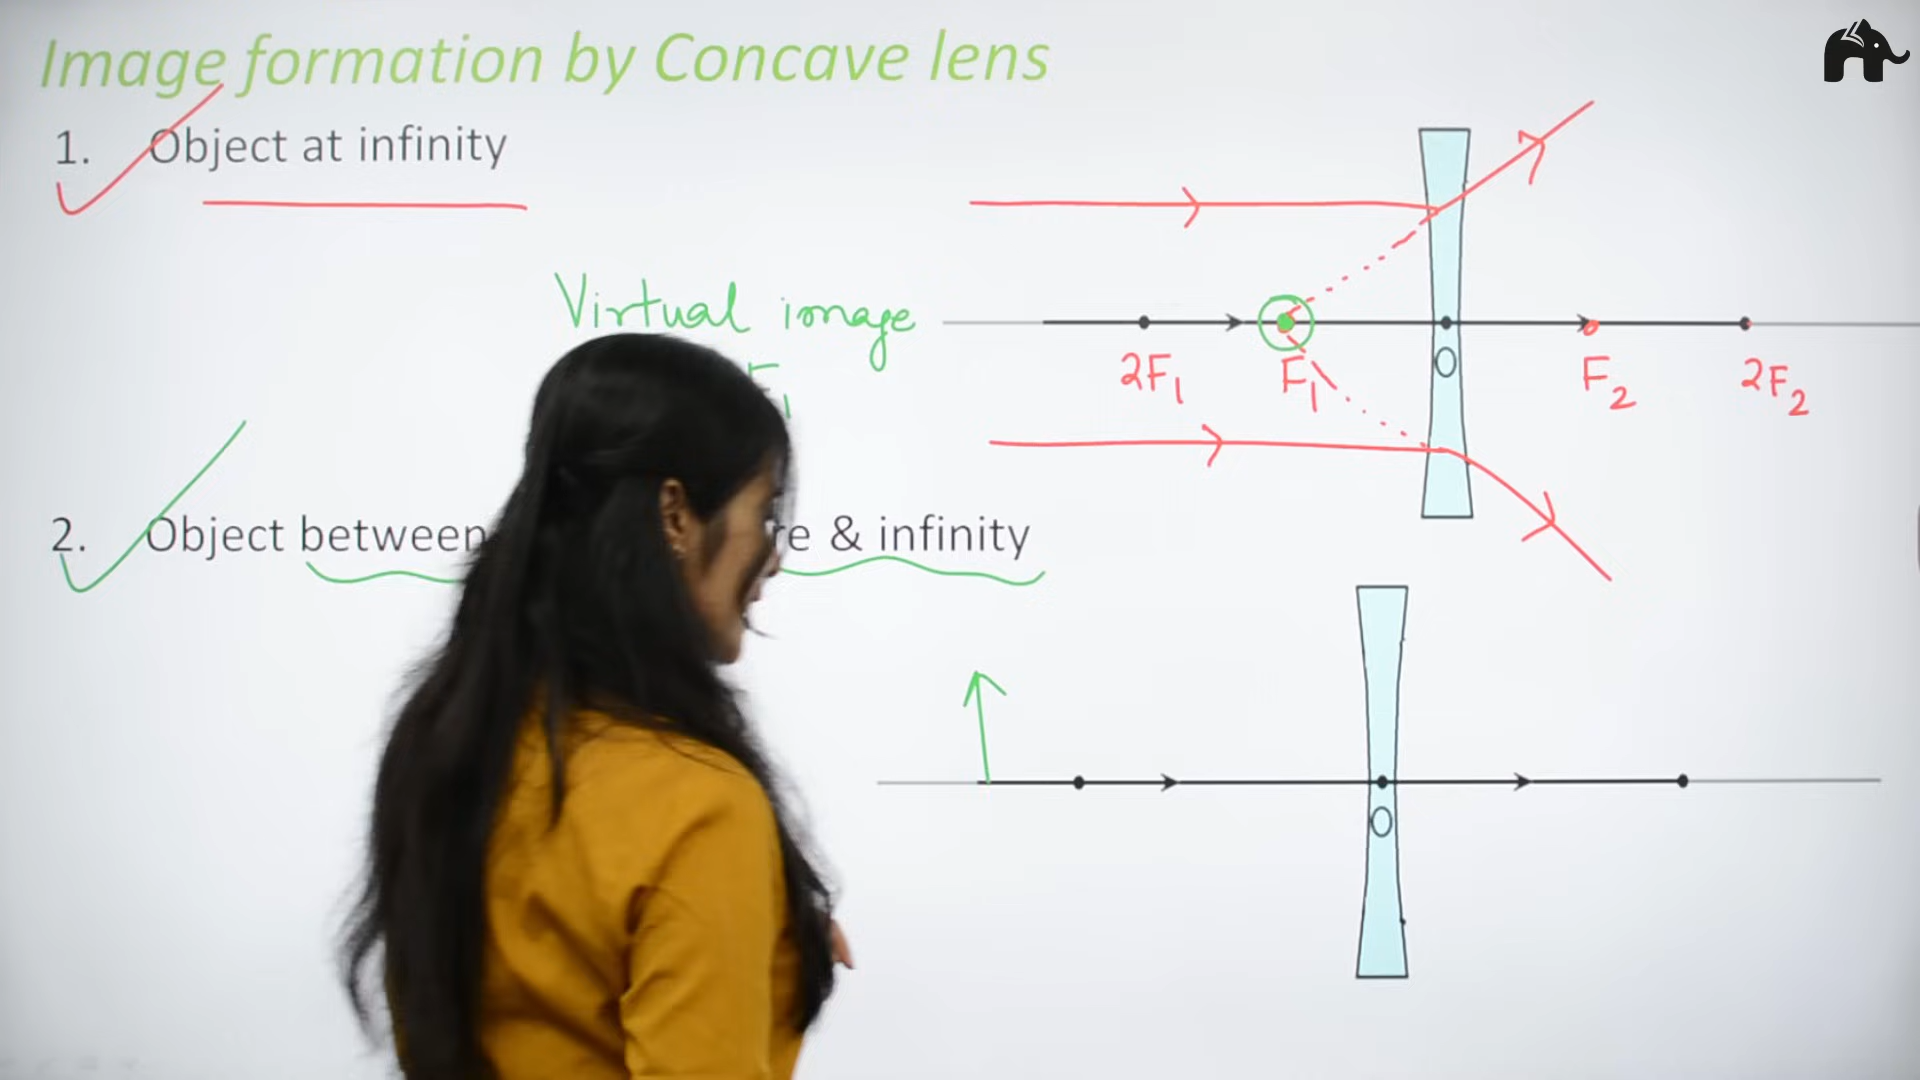 Image formation by Concave lens
1. Object at infinity
Virtual image
F₁
2F₁ F₁ O F₂ 2F₂
2. Object between & infinity
O